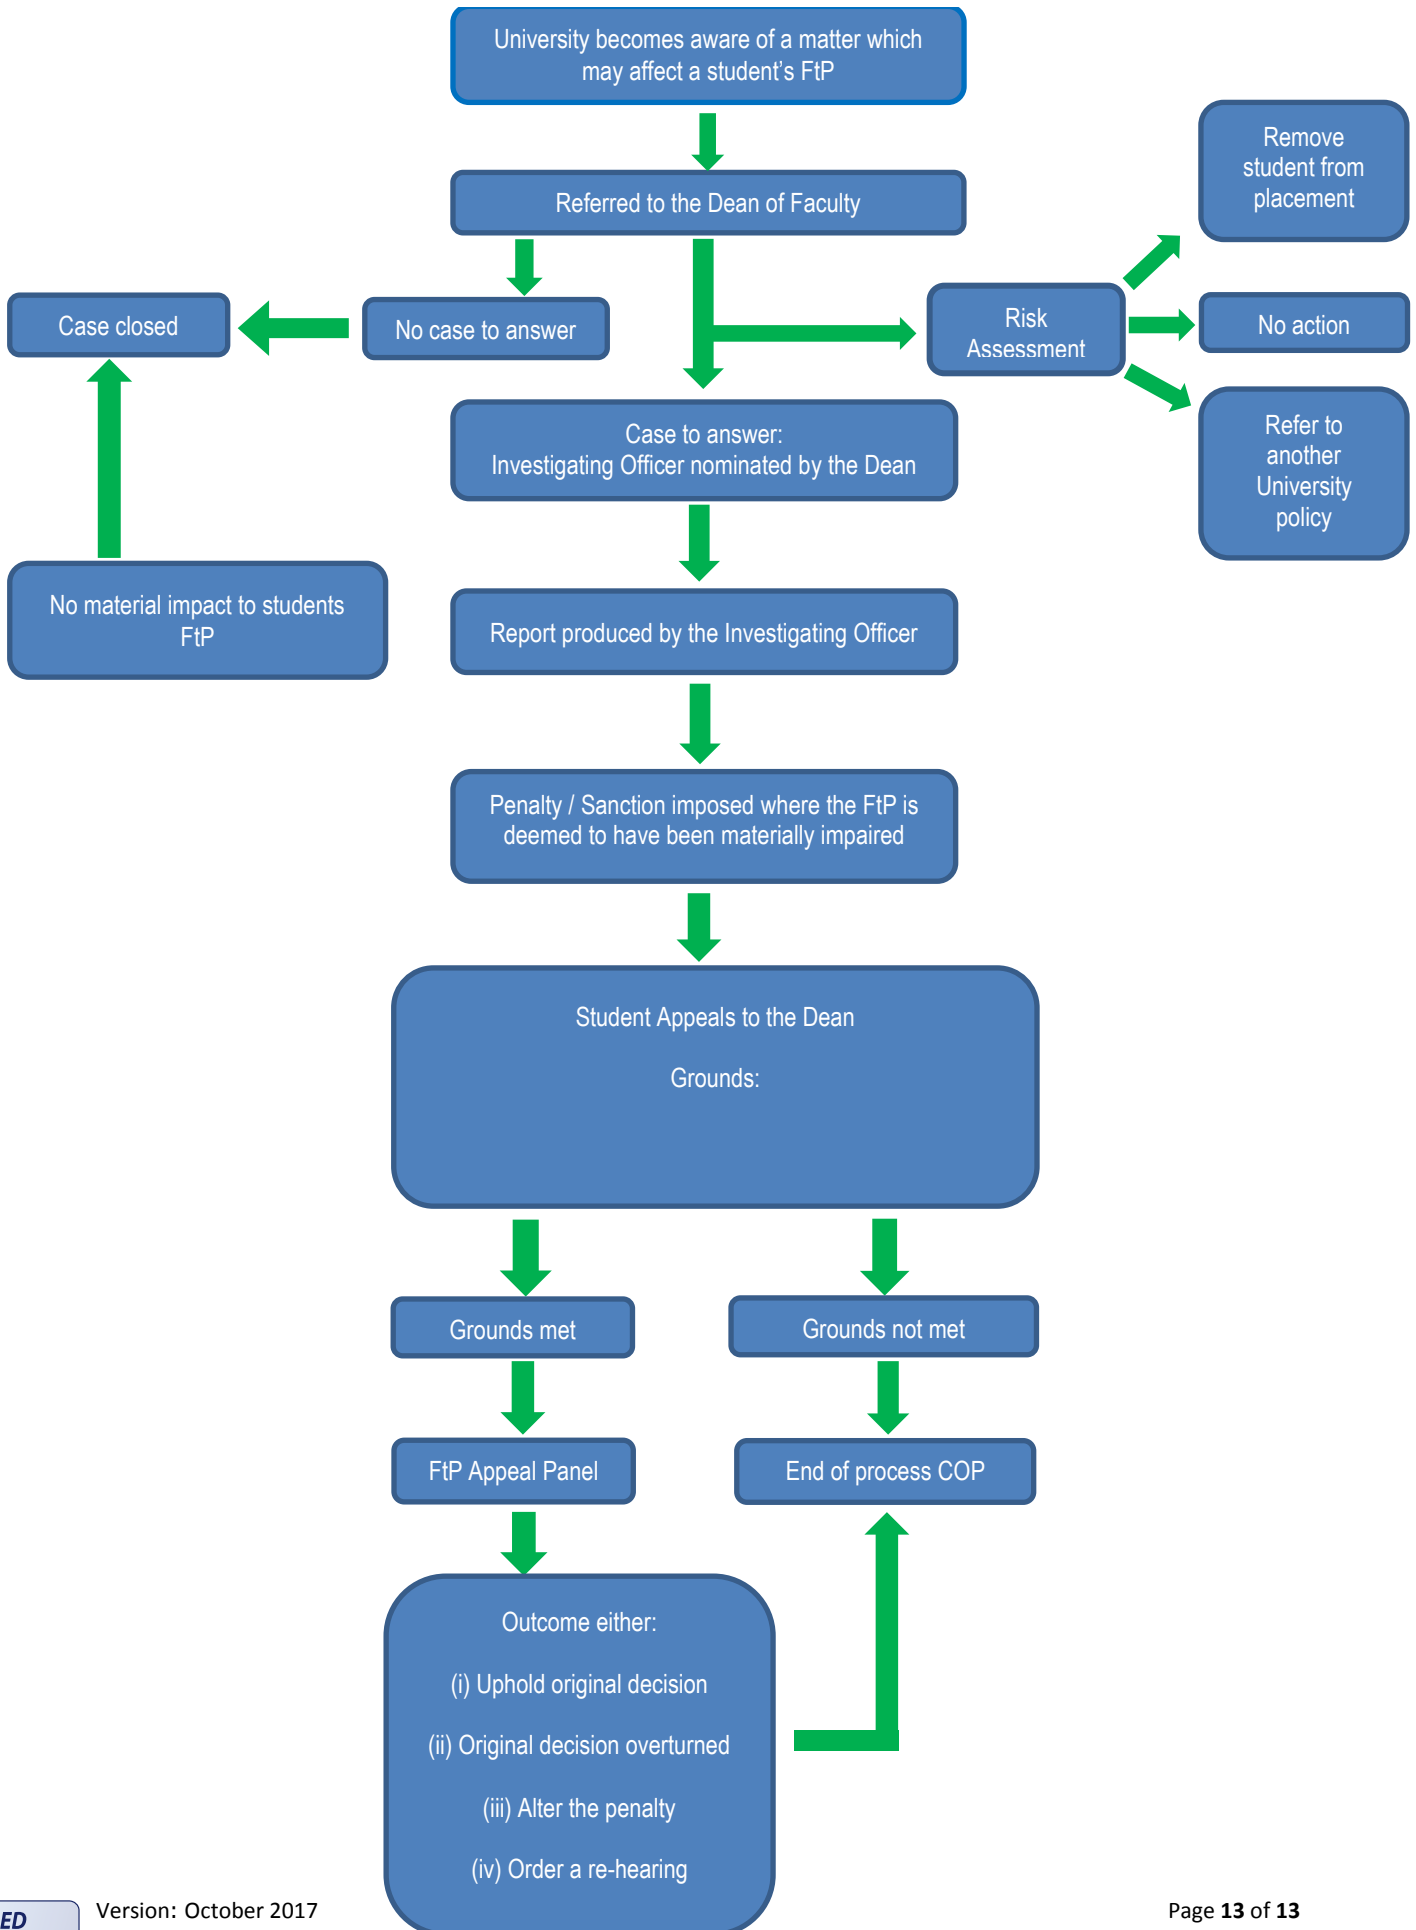 University becomes aware of a matter which
may affect a student's FtP
Remove
student from
placement
Referred to the Dean of Faculty
Case closed
No case to answer
Risk
Assessment
No action
Case to answer:
Investigating Officer nominated by the Dean
Refer to
another
University
policy
No material impact to students
FtP
Report produced by the Investigating Officer
Penalty / Sanction imposed where the FtP is
deemed to have been materially impaired
Student Appeals to the Dean
Grounds:
Grounds met
Grounds not met
FtP Appeal Panel
End of process COP
Outcome either:
(i) Uphold original decision
(ii) Original decision overturned
(iii) Alter the penalty
(iv) Order a re-hearing
ED
Version: October 2017
Page 13 of 13